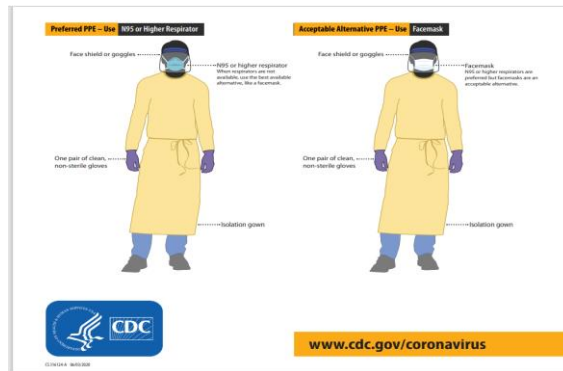 Preferred PPE – Use N95 or Higher Respirator
Face shield or goggles
N95 or higher respirator
When respirators are not
available, use the best available
alternative, like a facemask.
One pair of clean,
non-sterile gloves
Isolation gown
Acceptable Alternative PPE – Use Facemask
Face shield or goggles
Facemask
N95 or higher respirators are
preferred but facemasks are an
acceptable alternative.
One pair of clean,
non-sterile gloves
Isolation gown
CDC
www.cdc.gov/coronavirus